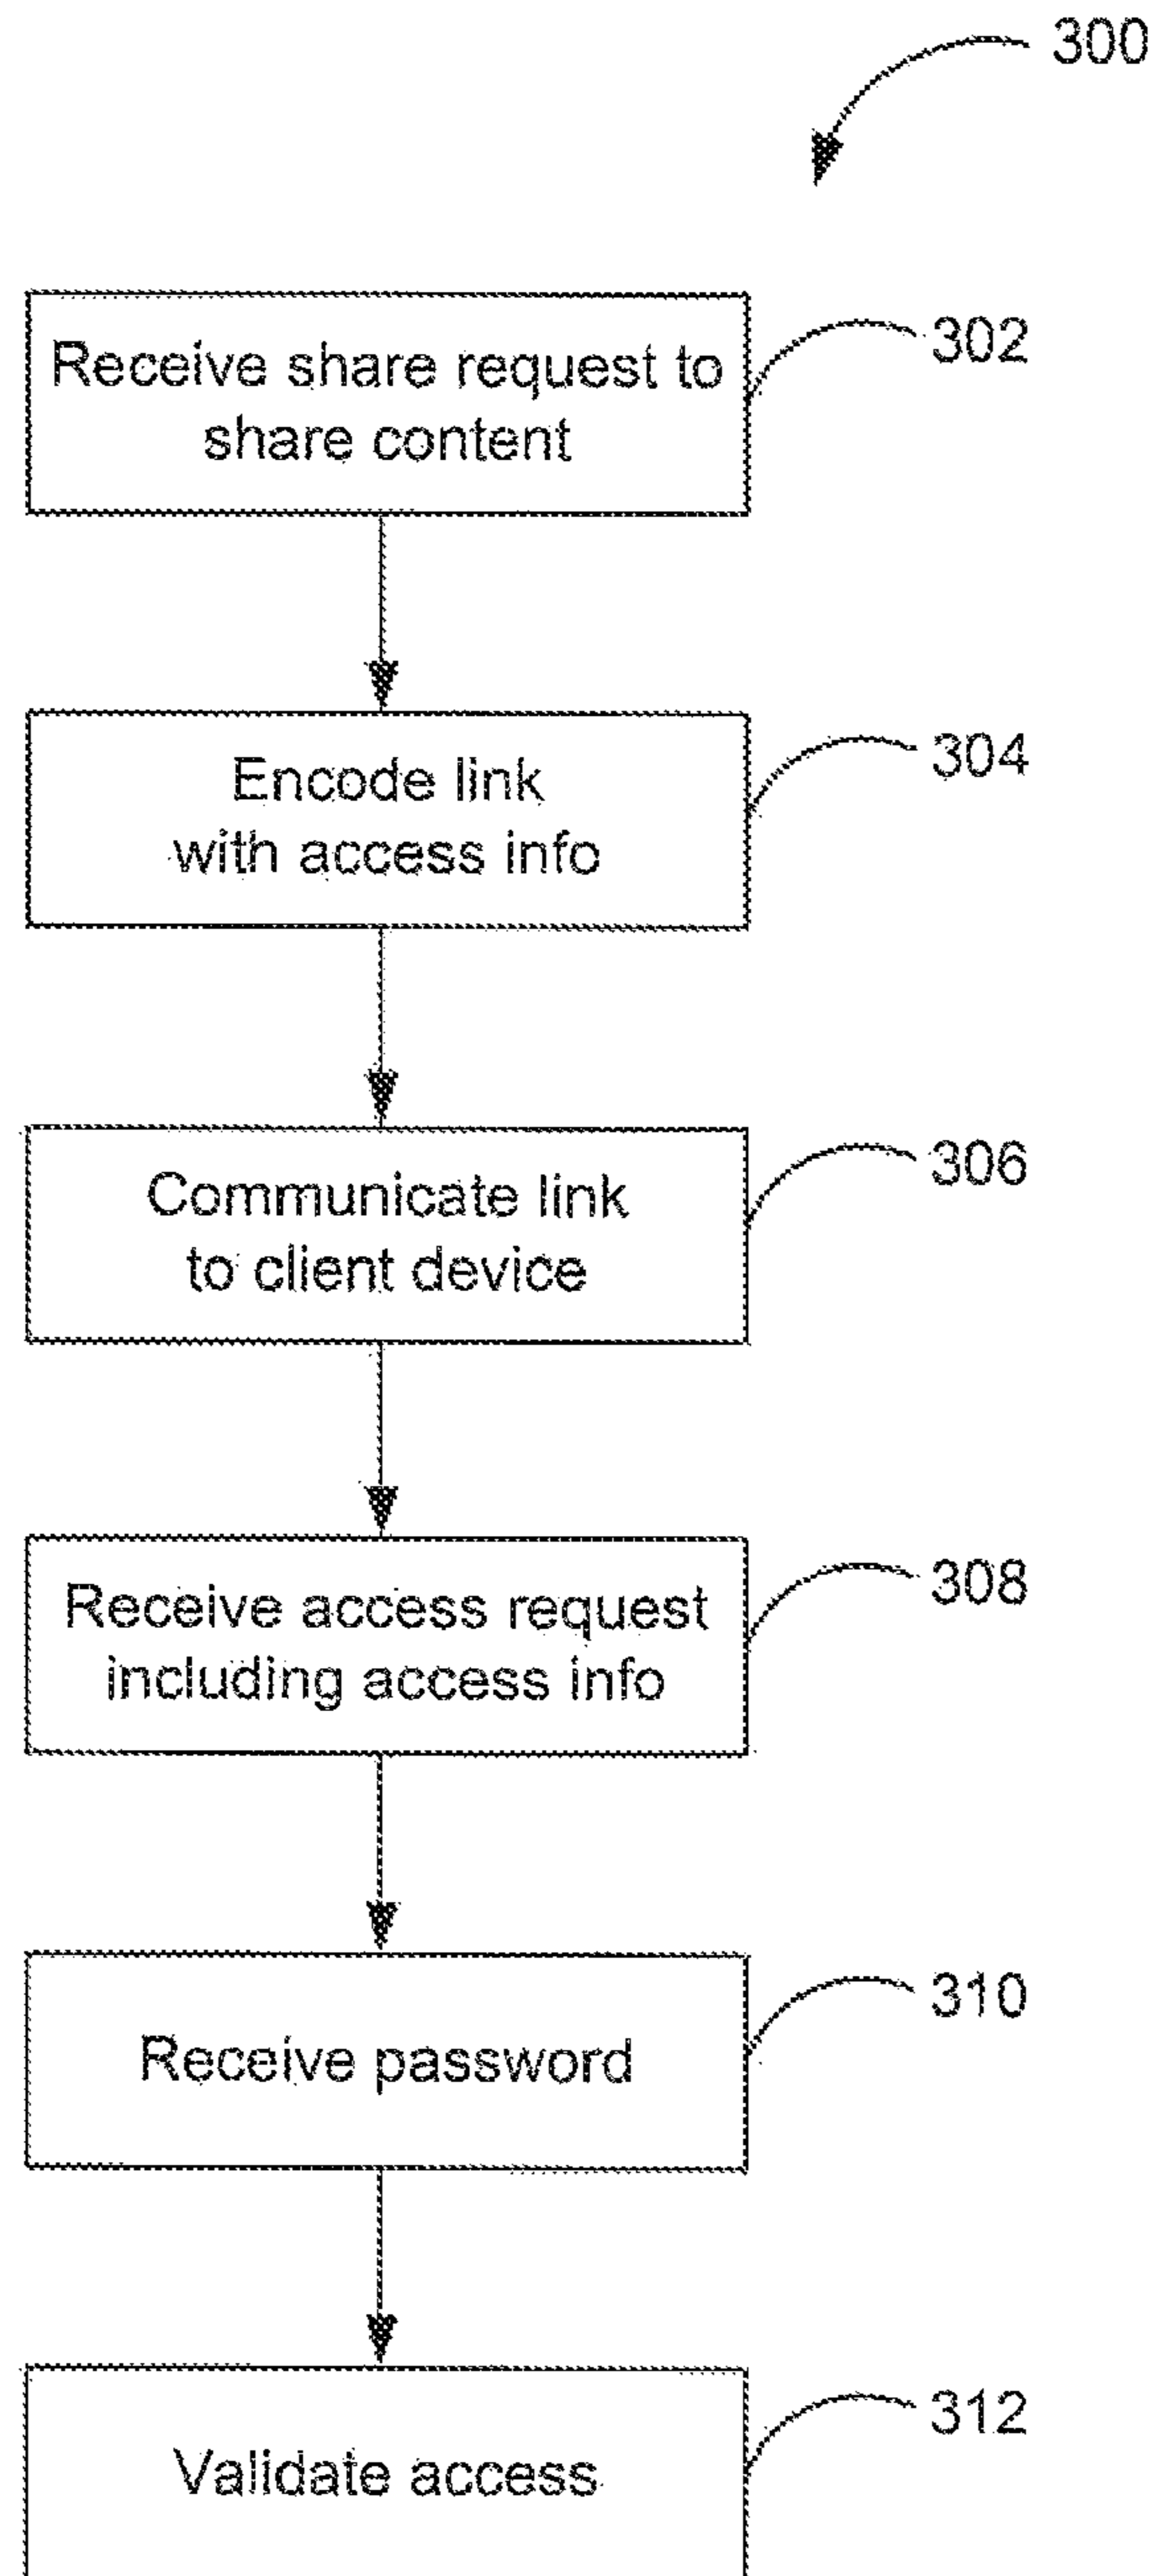 300
Receive share request to
share content
302
Encode link
with access info
304
Communicate link
to client device
306
Receive access request
including access info
308
Receive password
310
Validate access
312